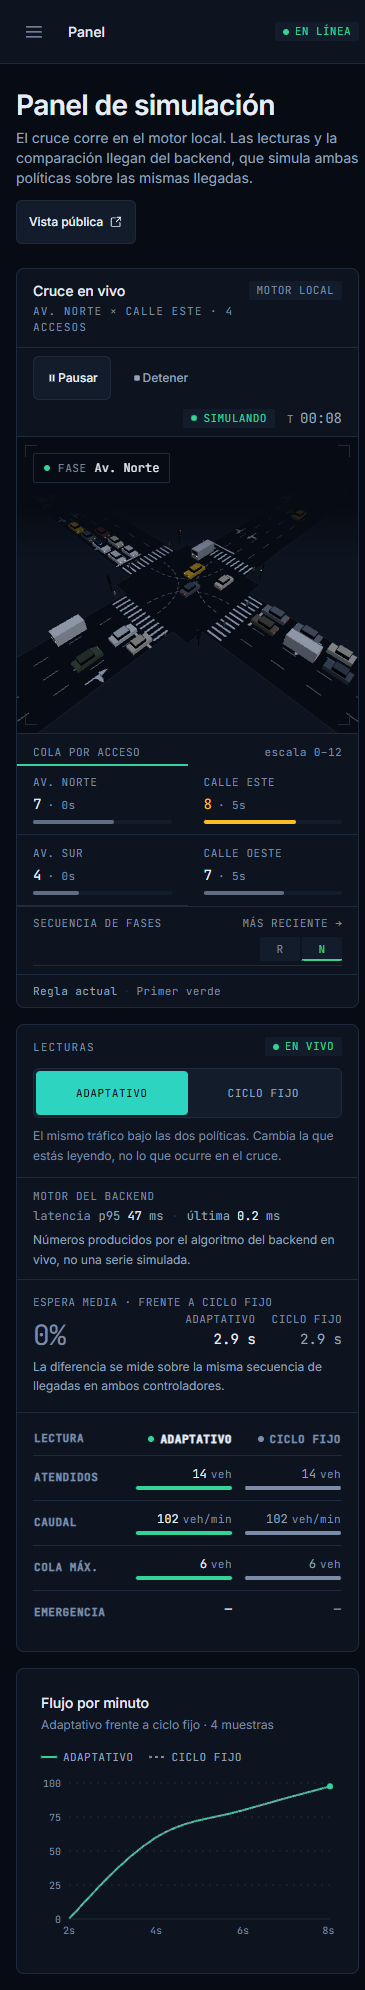 Panel
EN LÍNEA
Panel de simulación
El cruce corre en el motor local. Las lecturas y la
comparación llegan del backend, que simula ambas
políticas sobre las mismas llegadas.
Vista pública
Cruce en vivo
MOTOR LOCAL
AV. NORTE × CALLE ESTE · 4
ACCESOS
Pausar
Detener
SIMULANDO
T 00:08
FASE Av. Norte
COLA POR ACCESO
escala 0–12
AV. NORTE
CALLE ESTE
7 · 0s
8 · 5s
AV. SUR
CALLE OESTE
4 · 0s
7 · 5s
SECUENCIA DE FASES
MÁS RECIENTE →
R
N
Regla actual · Primer verde
LECTURAS
EN VIVO
ADAPTATIVO
CICLO FIJO
El mismo tráfico bajo las dos políticas. Cambia la que
estás leyendo, no lo que ocurre en el cruce.
MOTOR DEL BACKEND
latencia p95 47 ms · última 0.2 ms
Números producidos por el algoritmo del backend en
vivo, no una serie simulada.
ESPERA MEDIA · FRENTE A CICLO FIJO
0%
ADAPTATIVO
CICLO FIJO
2.9 s
2.9 s
La diferencia se mide sobre la misma secuencia de
llegadas en ambos controladores.
LECTURA
ADAPTATIVO
CICLO FIJO
ATENDIDOS
14 veh
14 veh
CAUDAL
102 veh/min
102 veh/min
COLA MÁX.
6 veh
6 veh
EMERGENCIA
—
—
Flujo por minuto
Adaptativo frente a ciclo fijo · 4 muestras
ADAPTATIVO
CICLO FIJO
100
75
50
25
0
2s
4s
6s
8s